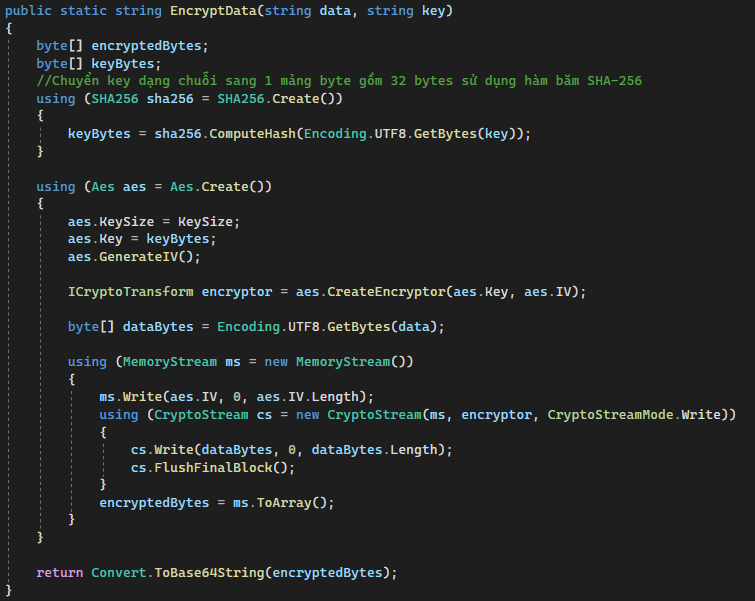 public static string EncryptData(string data, string key)
{
    byte[] encryptedBytes;
    byte[] keyBytes;
    //Chuyển key dạng chuỗi sang 1 mảng byte gồm 32 bytes sử dụng hàm băm SHA-256
    using (SHA256 sha256 = SHA256.Create())
    {
        keyBytes = sha256.ComputeHash(Encoding.UTF8.GetBytes(key));
    }

    using (Aes aes = Aes.Create())
    {
        aes.KeySize = KeySize;
        aes.Key = keyBytes;
        aes.GenerateIV();

        ICryptoTransform encryptor = aes.CreateEncryptor(aes.Key, aes.IV);

        byte[] dataBytes = Encoding.UTF8.GetBytes(data);

        using (MemoryStream ms = new MemoryStream())
        {
            ms.Write(aes.IV, 0, aes.IV.Length);
            using (CryptoStream cs = new CryptoStream(ms, encryptor, CryptoStreamMode.Write))
            {
                cs.Write(dataBytes, 0, dataBytes.Length);
                cs.FlushFinalBlock();
            }
            encryptedBytes = ms.ToArray();
        }
    }

    return Convert.ToBase64String(encryptedBytes);
}